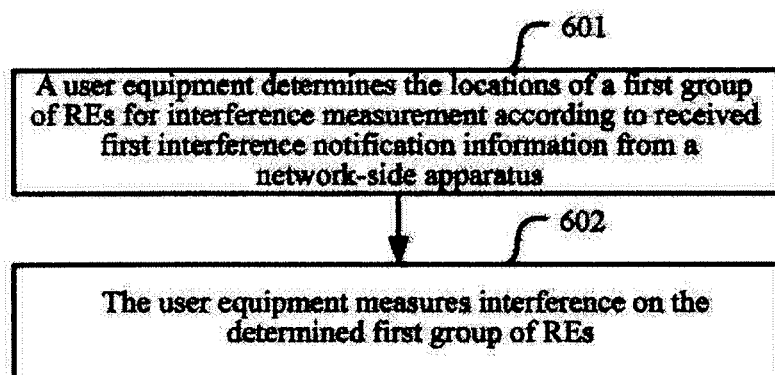 601
A user equipment determines the locations of a first group
of REs for interference measurement according to received
first interference notification information from a
network-side apparatus
602
The user equipment measures interference on the
determined first group of REs